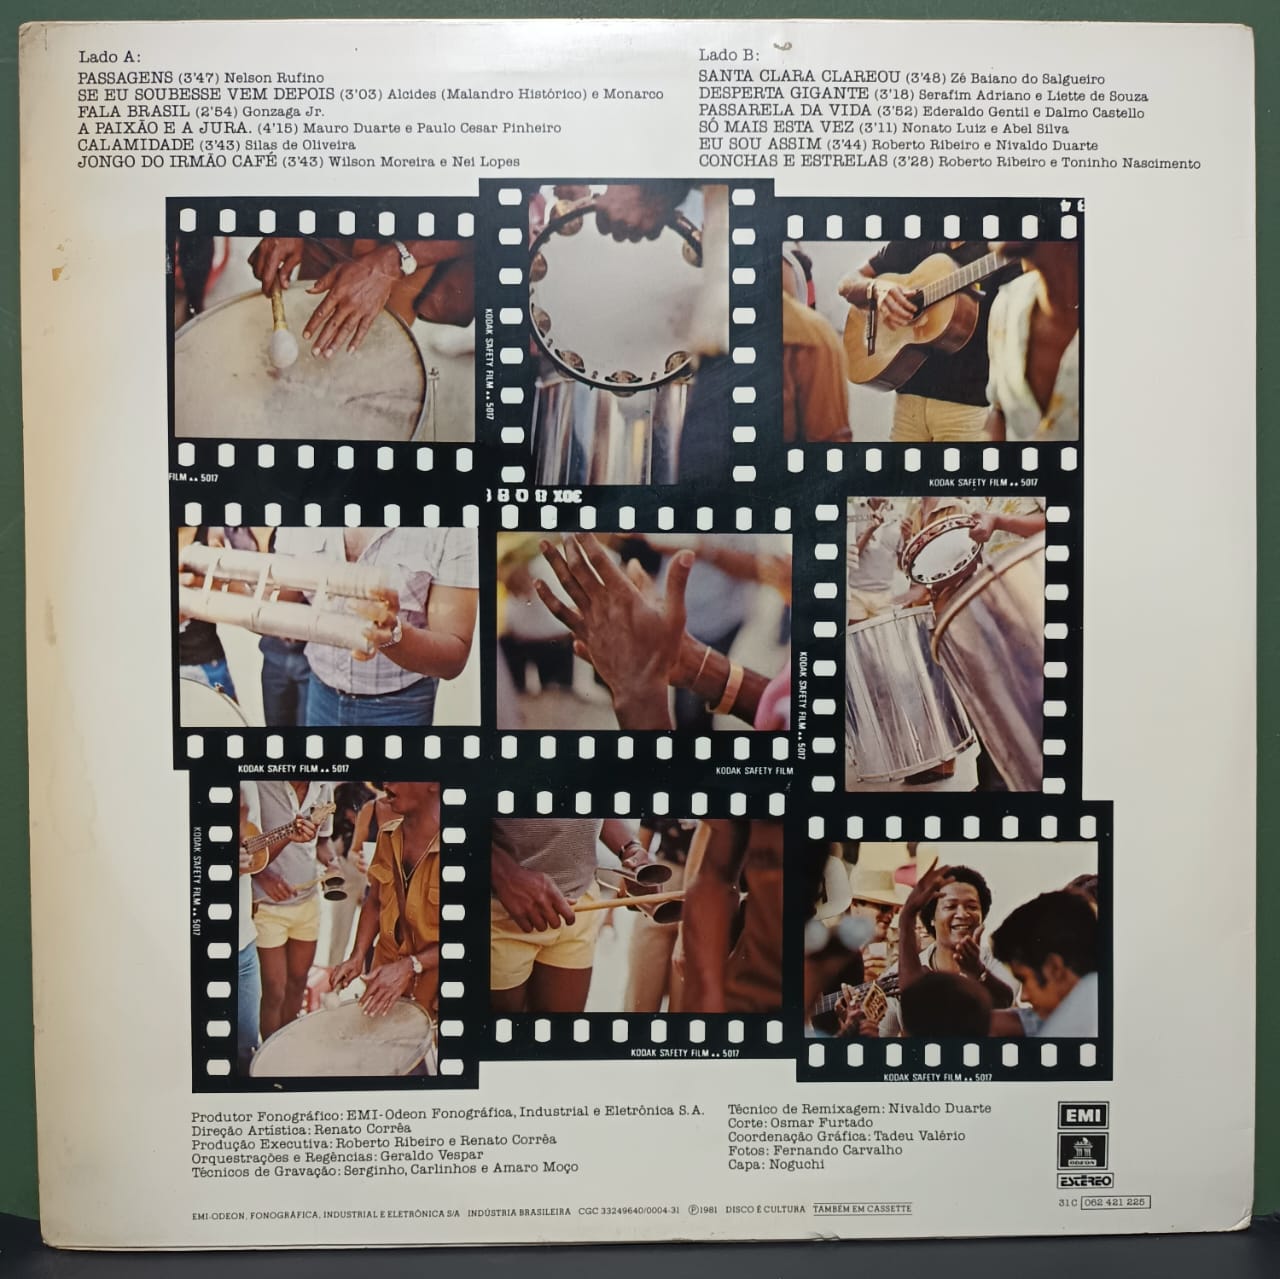 Lado A:
PASSAGENS (3'47) Nelson Rufino
SE EU SOUBESSE VEM DEPOIS (3'03) Alcides (Malandro Histórico) e Monarco
FALA BRASIL (2'54) Gonzaga Jr.
A PAIXÃO E A JURA. (4'15) Mauro Duarte e Paulo Cesar Pinheiro
CALAMIDADE (3'43) Silas de Oliveira
JONGO DO IRMÃO CAFÉ (3'43) Wilson Moreira e Nei Lopes
Lado B:
SANTA CLARA CLAREOU (3'48) Zé Baiano do Salgueiro
DESPERTA GIGANTE (3'18) Serafim Adriano e Liette de Souza
PASSARELA DA VIDA (3'52) Ederaldo Gentil e Dalmo Castello
SÓ MAIS ESTA VEZ (3'11) Nonato Luiz e Abel Silva
EU SOU ASSIM (3'44) Roberto Ribeiro e Nivaldo Duarte
CONCHAS E ESTRELAS (3'28) Roberto Ribeiro e Toninho Nascimento
KODAK SAFETY FILM .. 5017
FILM .. 5017
KODAK SAFETY FILM .. 5017
KODAK SAFETY FILM .. 5017
KODAK SAFETY FILM .. 5017
KODAK SAFETY FILM
KODAK SAFETY FILM .. 5017
KODAK SAFETY FILM .. 5017
KODAK SAFETY FILM .. 5017
Produtor Fonográfico: EMI-Odeon Fonográfica, Industrial e Eletrônica S.A.
Direção Artística: Renato Corrêa
Produção Executiva: Roberto Ribeiro e Renato Corrêa
Orquestrações e Regências: Geraldo Vespar
Técnicos de Gravação: Serginho, Carlinhos e Amaro Moço
Técnico de Remixagem: Nivaldo Duarte
Corte: Osmar Furtado
Coordenação Gráfica: Tadeu Valério
Fotos: Fernando Carvalho
Capa: Noguchi
EMI
ODEON
ESTÉREO
31C 062 421 225
EMI-ODEON, FONOGRÁFICA, INDUSTRIAL E ELETRÔNICA S/A INDÚSTRIA BRASILEIRA CGC 33249640/0004-31 Ⓟ1981 DISCO É CULTURA TAMBÉM EM CASSETTE